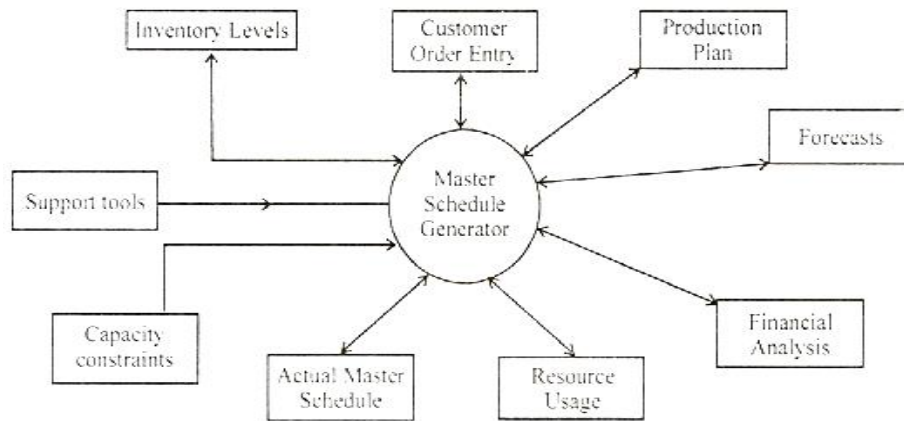 Inventory Levels
Customer
Order Entry
Production
Plan
Forecasts
Support tools
Master
Schedule
Generator
Capacity
constraints
Actual Master
Schedule
Resource
Usage
Financial
Analysis